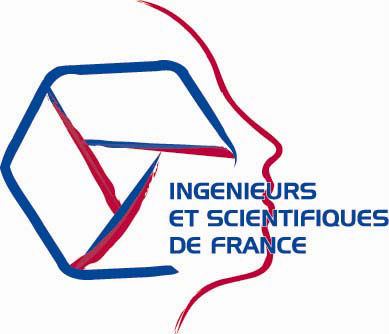 INGENIEURS
ET SCIENTIFIQUES
DE FRANCE